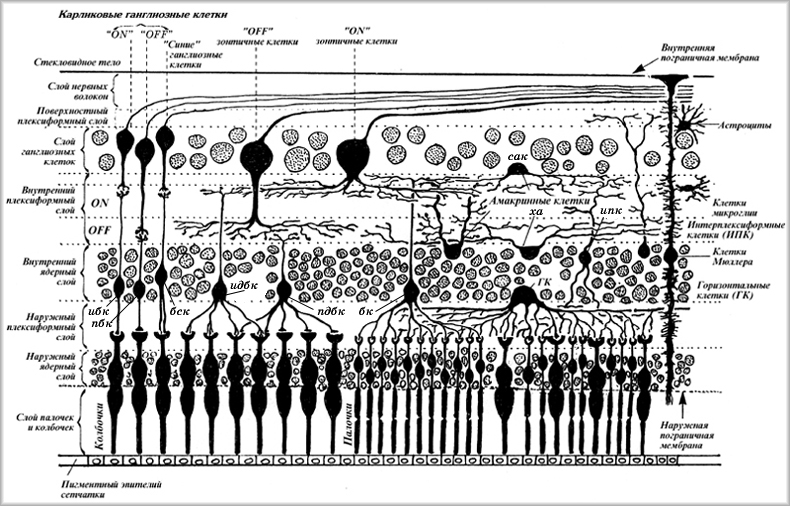 Карликовые ганглиозные клетки
"ON"
"OFF"
"Синие"
ганглиозные
клетки
"OFF"
зонтичные клетки
"ON"
зонтичные клетки
Стекловидное тело
Внутренняя
пограничная мембрана
Слой нервных
волокон
Поверхностный
плексиформный слой
Астроциты
Слой
ганглиозных
клеток
сак
Внутренний
плексиформный
слой
ON
OFF
Амакринные клетки
ха
ипк
Клетки
микроглии
Интерплексиформные
клетки (ИПК)
Внутренний
ядерный
слой
Клетки
Мюллера
идбк
пдбк
бк
ГК
Горизонтальные
клетки (ГК)
ибк
пбк
бск
Наружный
плексиформный
слой
Наружный
ядерный
слой
Слой палочек
и колбочек
Колбочки
Палочки
Наружная
пограничная
мембрана
Пигментный эпителий
сетчатки